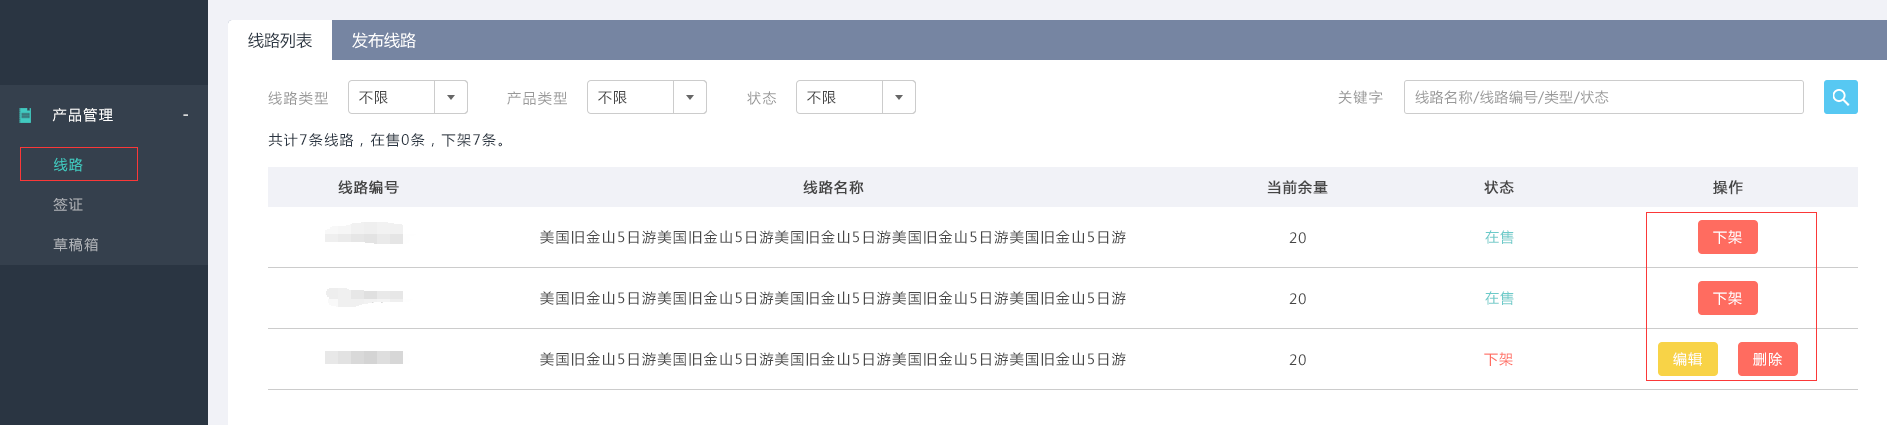 线路列表 发布线路
产品管理 -
线路
签证
草稿箱
线路类型 不限 产品类型 不限 状态 不限 关键字 线路名称/线路编号/类型/状态
共计7条线路，在售0条，下架7条。
线路编号 线路名称 当前余量 状态 操作
美国旧金山5日游美国旧金山5日游美国旧金山5日游美国旧金山5日游美国旧金山5日游 20 在售 下架
美国旧金山5日游美国旧金山5日游美国旧金山5日游美国旧金山5日游美国旧金山5日游 20 在售 下架
美国旧金山5日游美国旧金山5日游美国旧金山5日游美国旧金山5日游美国旧金山5日游 20 下架 编辑 删除